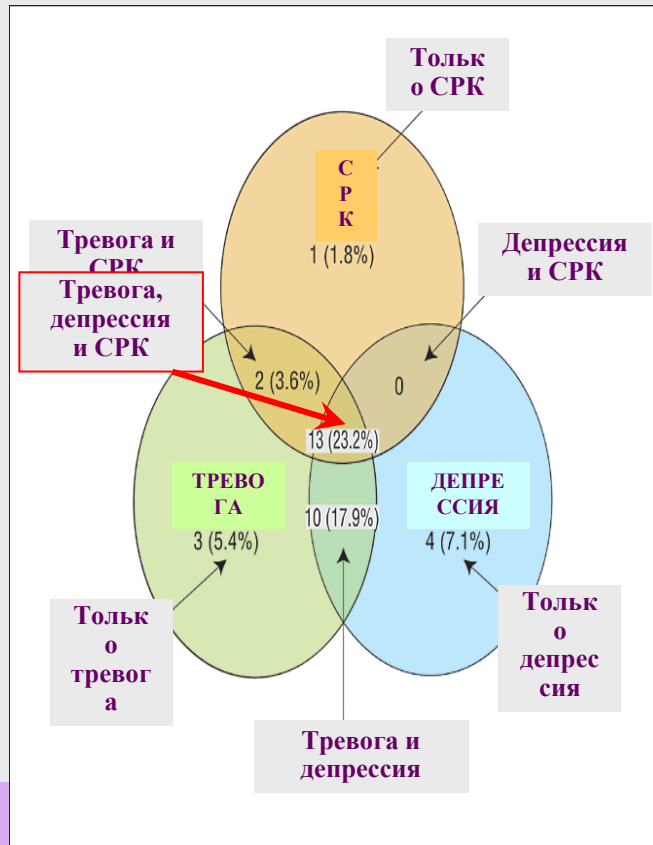 Тольк
о СРК
С
Р
К
1 (1.8%)
Тревога и
СРК
Депрессия
и СРК
Тревога,
депрессия
и СРК
2 (3.6%)
0
13 (23.2%)
ТРЕВО
ГА
3 (5.4%)
10 (17.9%)
ДЕПРЕ
ССИЯ
4 (7.1%)
Тольк
о
тревог
а
Тольк
о
депрес
сия
Тревога и
депрессия